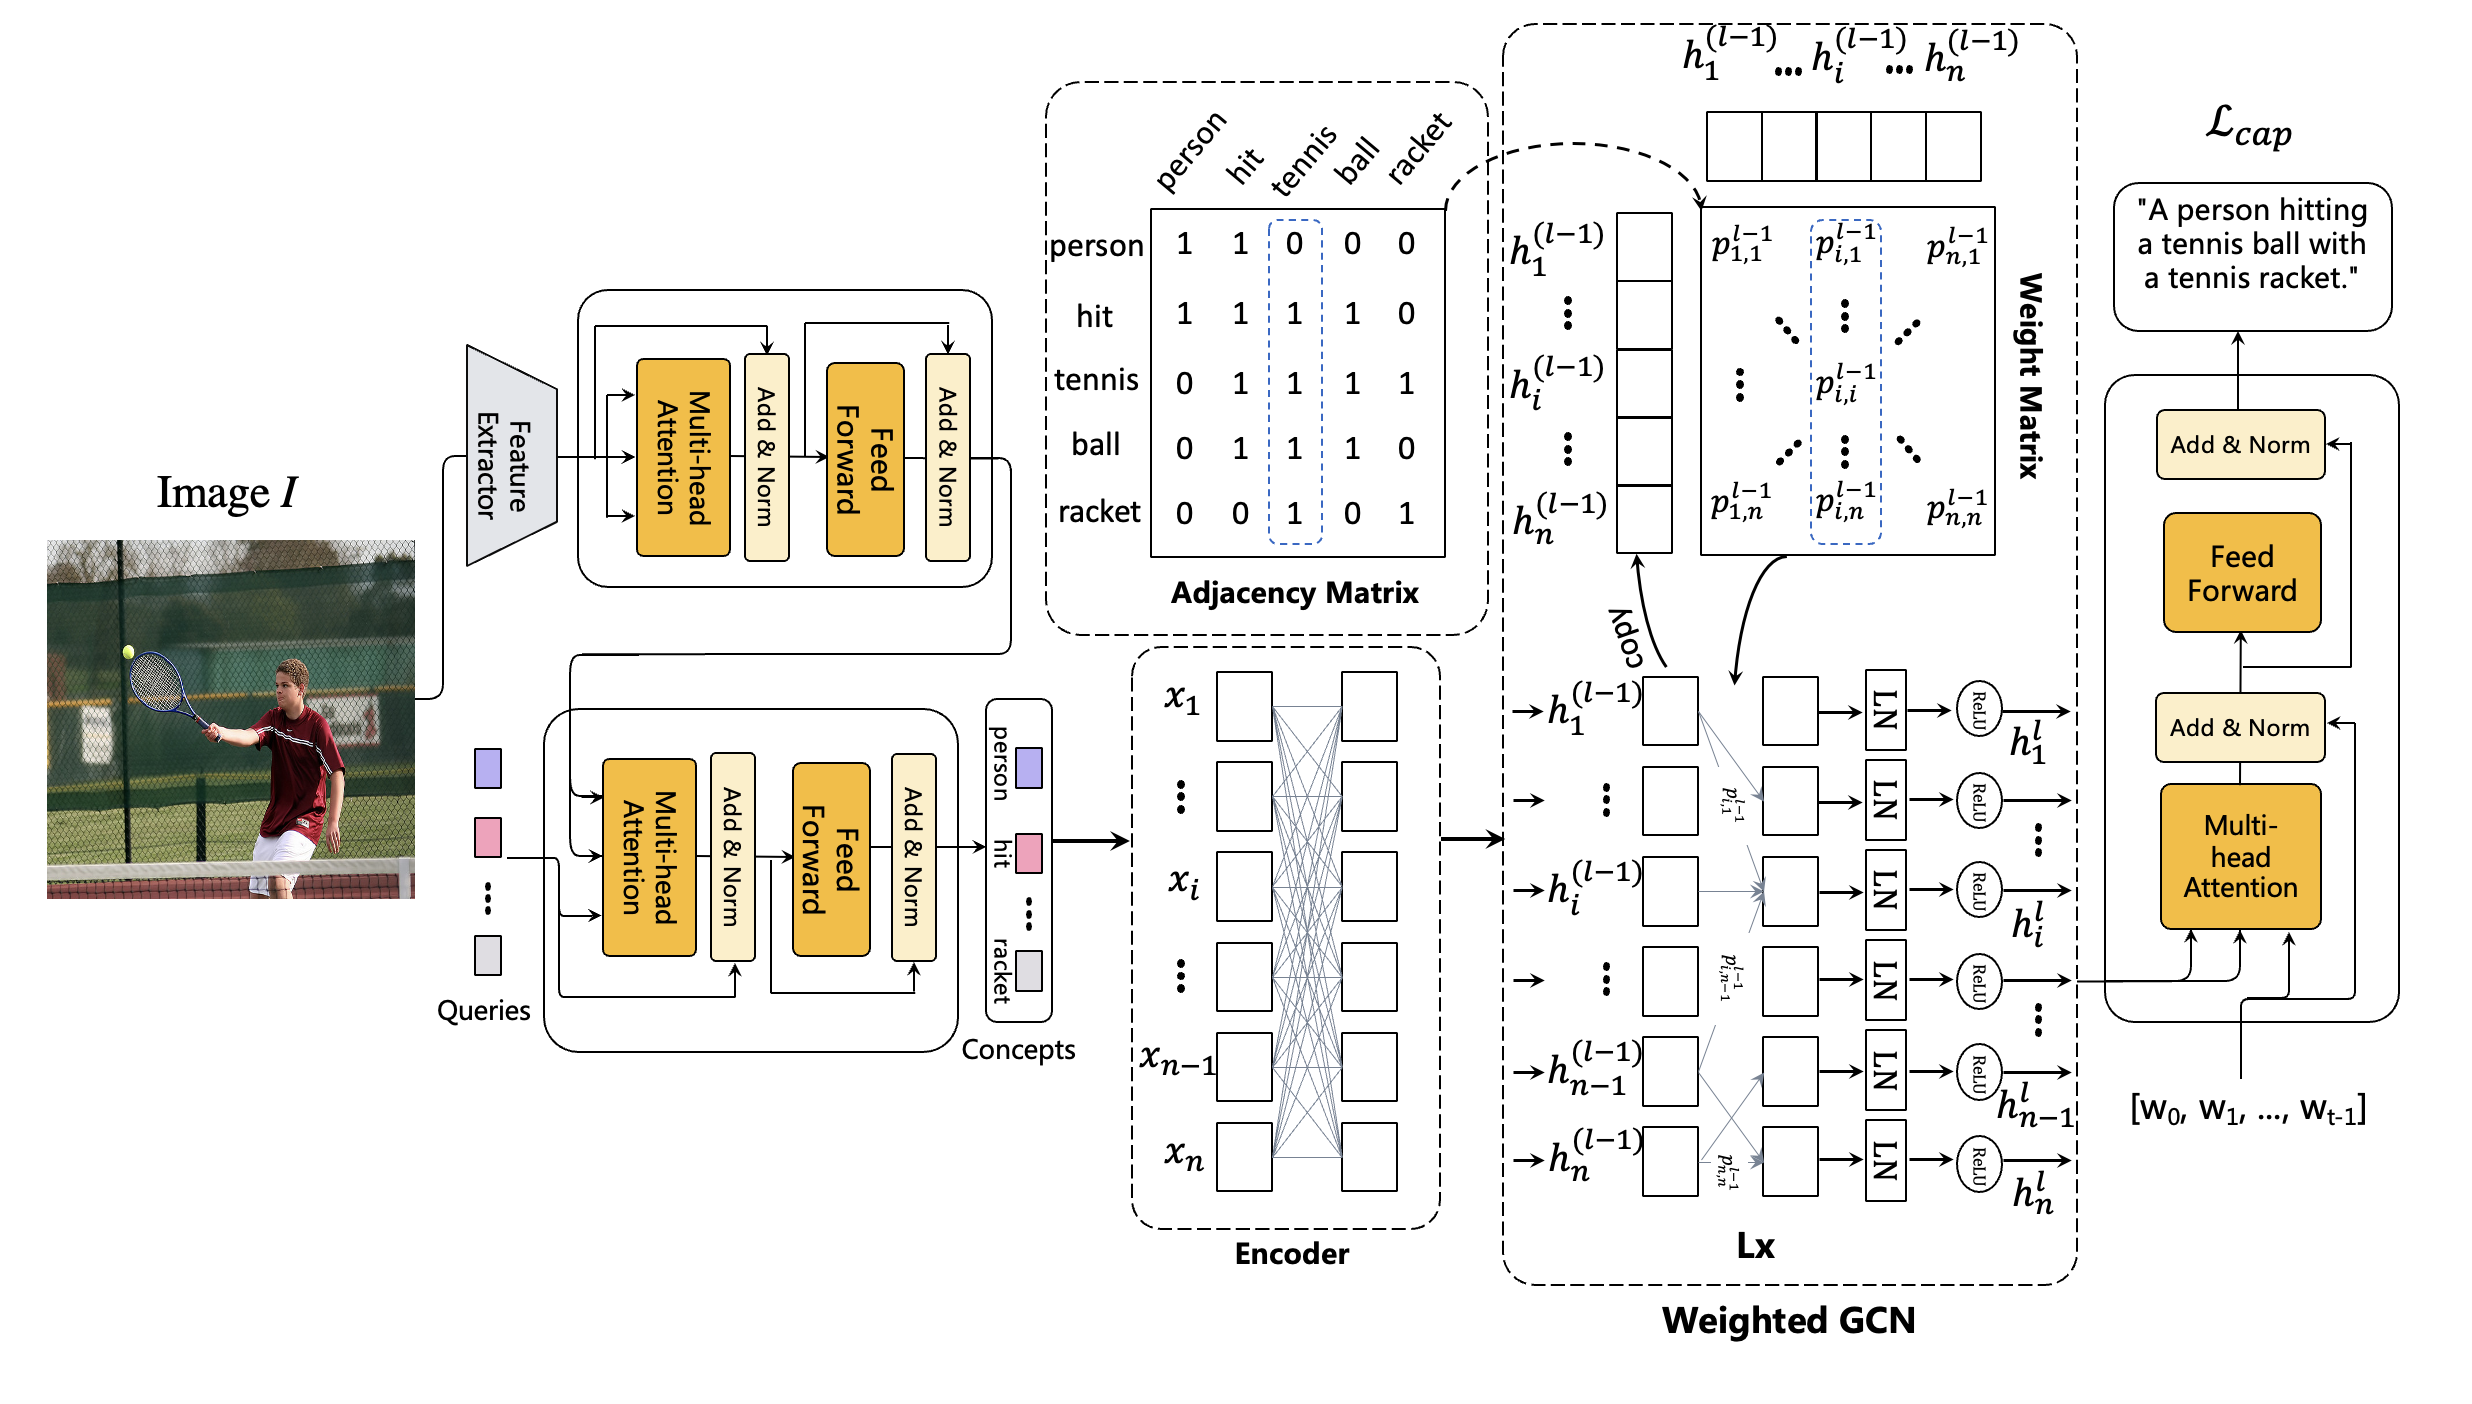 Image I
Feature
Extractor
Multi-head
Attention
Add & Norm
Feed
Forward
Add & Norm
Queries
Multi-head
Attention
Add & Norm
Feed
Forward
Add & Norm
person
hit
racket
Concepts
person hit tennis ball racket
person 1 1 0 0 0
hit 1 1 1 1 0
tennis 0 1 1 1 1
ball 0 1 1 1 0
racket 0 0 1 0 1
Adjacency Matrix
x_1
⋮
x_i
⋮
x_{n−1}
x_n
Encoder
h_1^{(l−1)} ... h_i^{(l−1)} ... h_n^{(l−1)}
h_1^{(l−1)}
⋮
h_i^{(l−1)}
⋮
h_n^{(l−1)}
p_{1,1}^{l−1} p_{i,1}^{l−1} p_{n,1}^{l−1}
p_{i,i}^{l−1}
p_{1,n}^{l−1} p_{i,n}^{l−1} p_{n,n}^{l−1}
Weight Matrix
copy
h_1^{(l−1)} LN ReLU h_1^l
p_{i,1}^{l−1}
⋮ LN ReLU ⋮
h_i^{(l−1)} LN ReLU h_i^l
p_{i,n−1}^{l−1}
⋮ LN ReLU ⋮
h_{n−1}^{(l−1)} LN ReLU h_{n−1}^l
h_n^{(l−1)} p_{n,n}^{l−1} LN ReLU h_n^l
Lx
Weighted GCN
ℒ_{cap}
"A person hitting
a tennis ball with
a tennis racket."
Add & Norm
Feed
Forward
Add & Norm
Multi-
head
Attention
[w_0, w_1, ..., w_{t-1}]